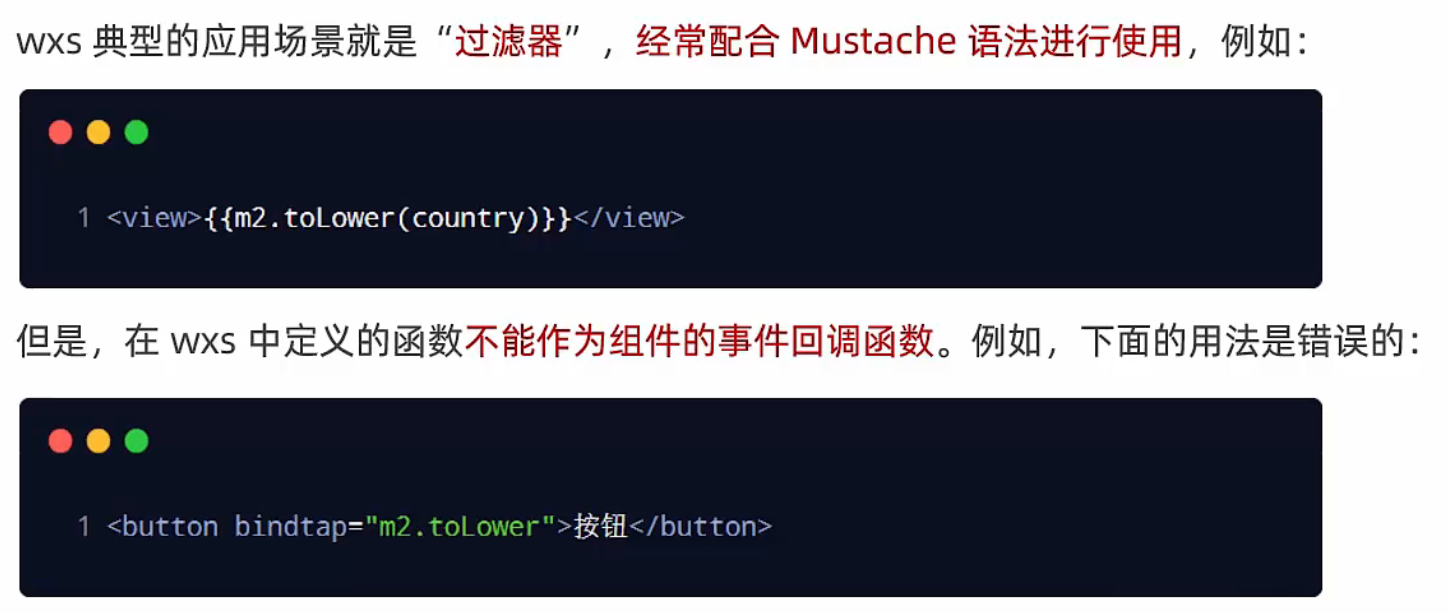 wxs 典型的应用场景就是“过滤器”，经常配合 Mustache 语法进行使用，例如：
1 <view>{{m2.toLower(country)}}</view>
但是，在 wxs 中定义的函数不能作为组件的事件回调函数。例如，下面的用法是错误的：
1 <button bindtap="m2.toLower">按钮</button>